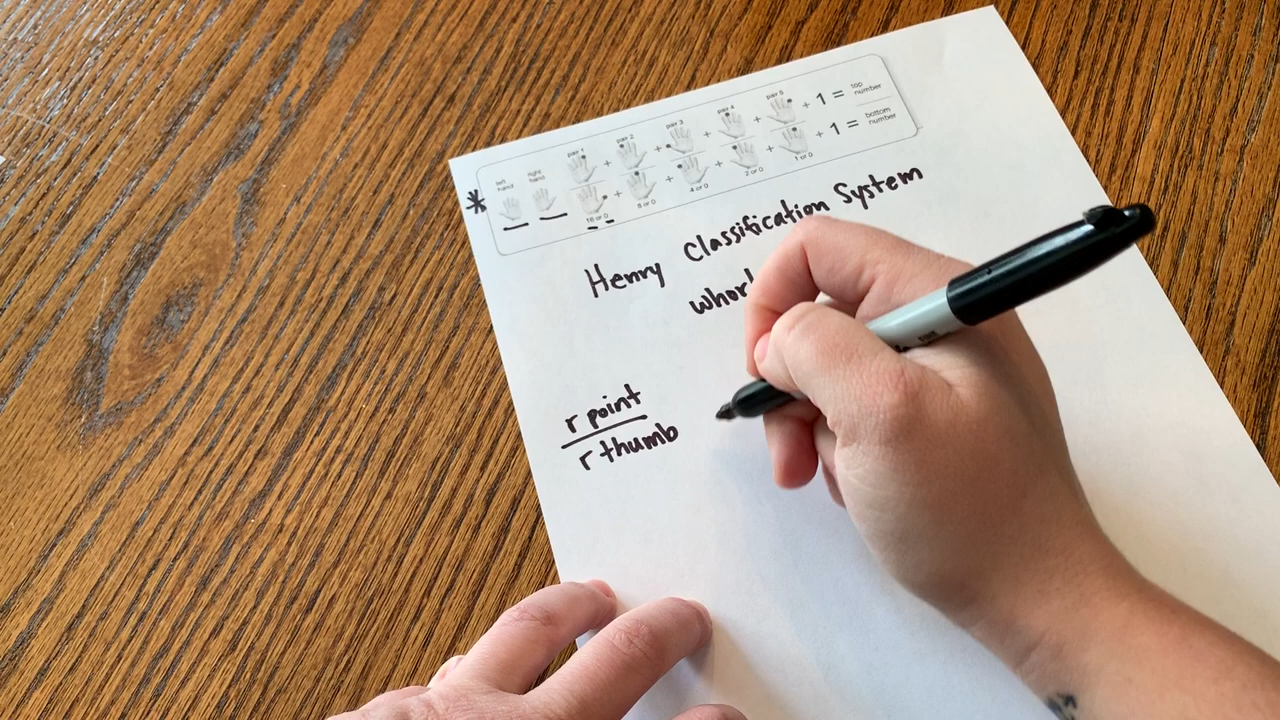 pair 1 pair 2 pair 3 pair 4 pair 5
left hand right hand + + + + + 1 = top number
+ + + + + 1 = bottom number
16 or 0 8 or 0 4 or 0 2 or 0 1 or 0
*
Henry Classification System
r point
r thumb